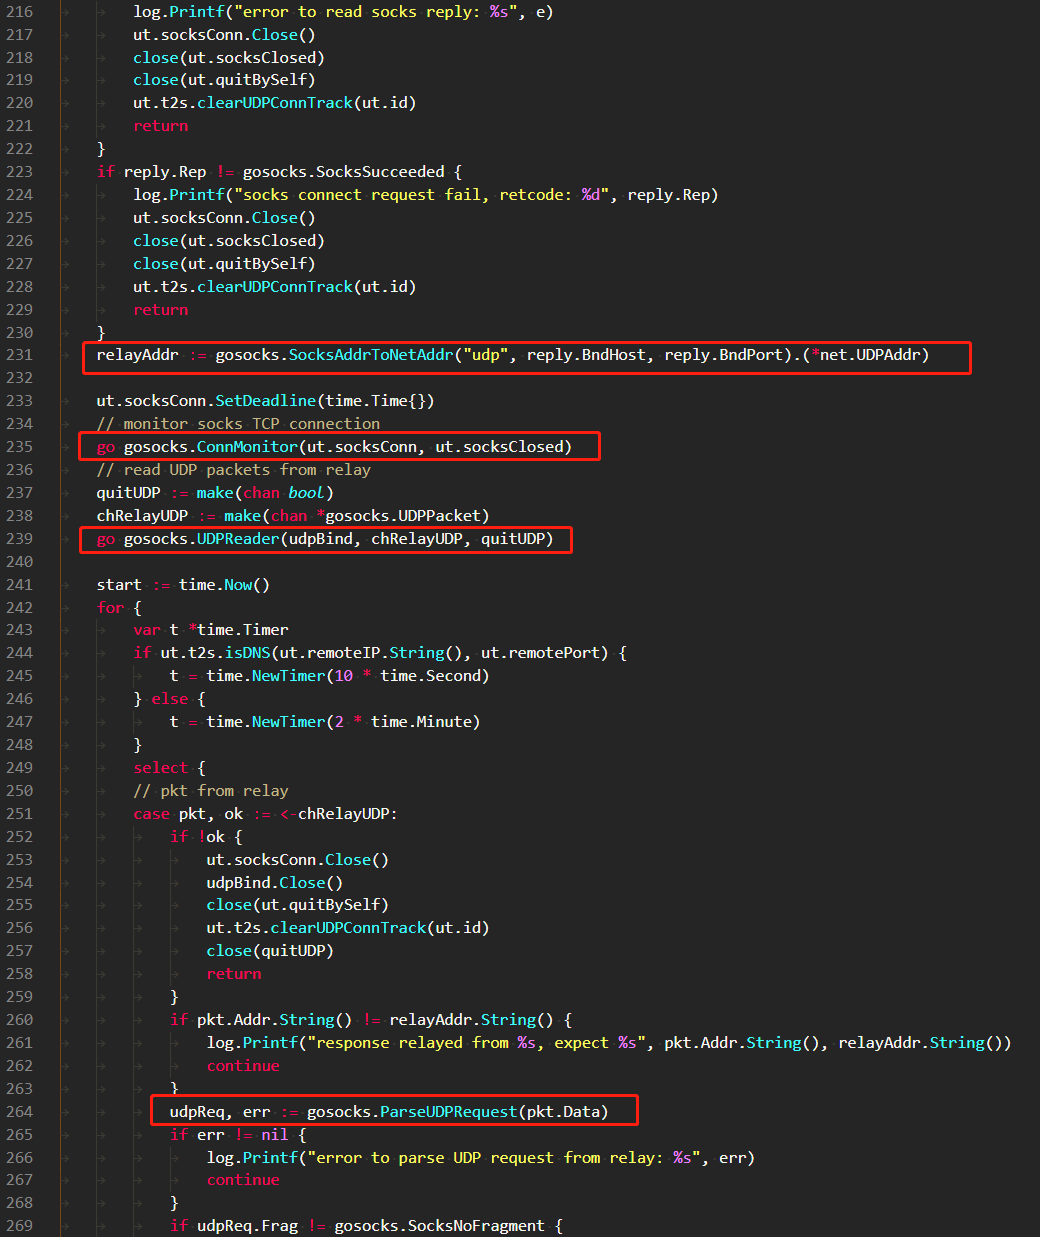 216 log.Printf("error to read socks reply: %s", e)
217 ut.socksConn.Close()
218 close(ut.socksClosed)
219 close(ut.quitBySelf)
220 ut.t2s.clearUDPConnTrack(ut.id)
221 return
222 }
223 if reply.Rep != gosocks.SocksSucceeded {
224 log.Printf("socks connect request fail, retcode: %d", reply.Rep)
225 ut.socksConn.Close()
226 close(ut.socksClosed)
227 close(ut.quitBySelf)
228 ut.t2s.clearUDPConnTrack(ut.id)
229 return
230 }
231 relayAddr := gosocks.SocksAddrToNetAddr("udp", reply.BndHost, reply.BndPort).(*net.UDPAddr)
232
233 ut.socksConn.SetDeadline(time.Time{})
234 // monitor socks TCP connection
235 go gosocks.ConnMonitor(ut.socksConn, ut.socksClosed)
236 // read UDP packets from relay
237 quitUDP := make(chan bool)
238 chRelayUDP := make(chan *gosocks.UDPPacket)
239 go gosocks.UDPReader(udpBind, chRelayUDP, quitUDP)
240
241 start := time.Now()
242 for {
243 var t *time.Timer
244 if ut.t2s.isDNS(ut.remoteIP.String(), ut.remotePort) {
245 t = time.NewTimer(10 * time.Second)
246 } else {
247 t = time.NewTimer(2 * time.Minute)
248 }
249 select {
250 // pkt from relay
251 case pkt, ok := <-chRelayUDP:
252 if !ok {
253 ut.socksConn.Close()
254 udpBind.Close()
255 close(ut.quitBySelf)
256 ut.t2s.clearUDPConnTrack(ut.id)
257 close(quitUDP)
258 return
259 }
260 if pkt.Addr.String() != relayAddr.String() {
261 log.Printf("response relayed from %s, expect %s", pkt.Addr.String(), relayAddr.String())
262 continue
263 }
264 udpReq, err := gosocks.ParseUDPRequest(pkt.Data)
265 if err != nil {
266 log.Printf("error to parse UDP request from relay: %s", err)
267 continue
268 }
269 if udpReq.Frag != gosocks.SocksNoFragment {